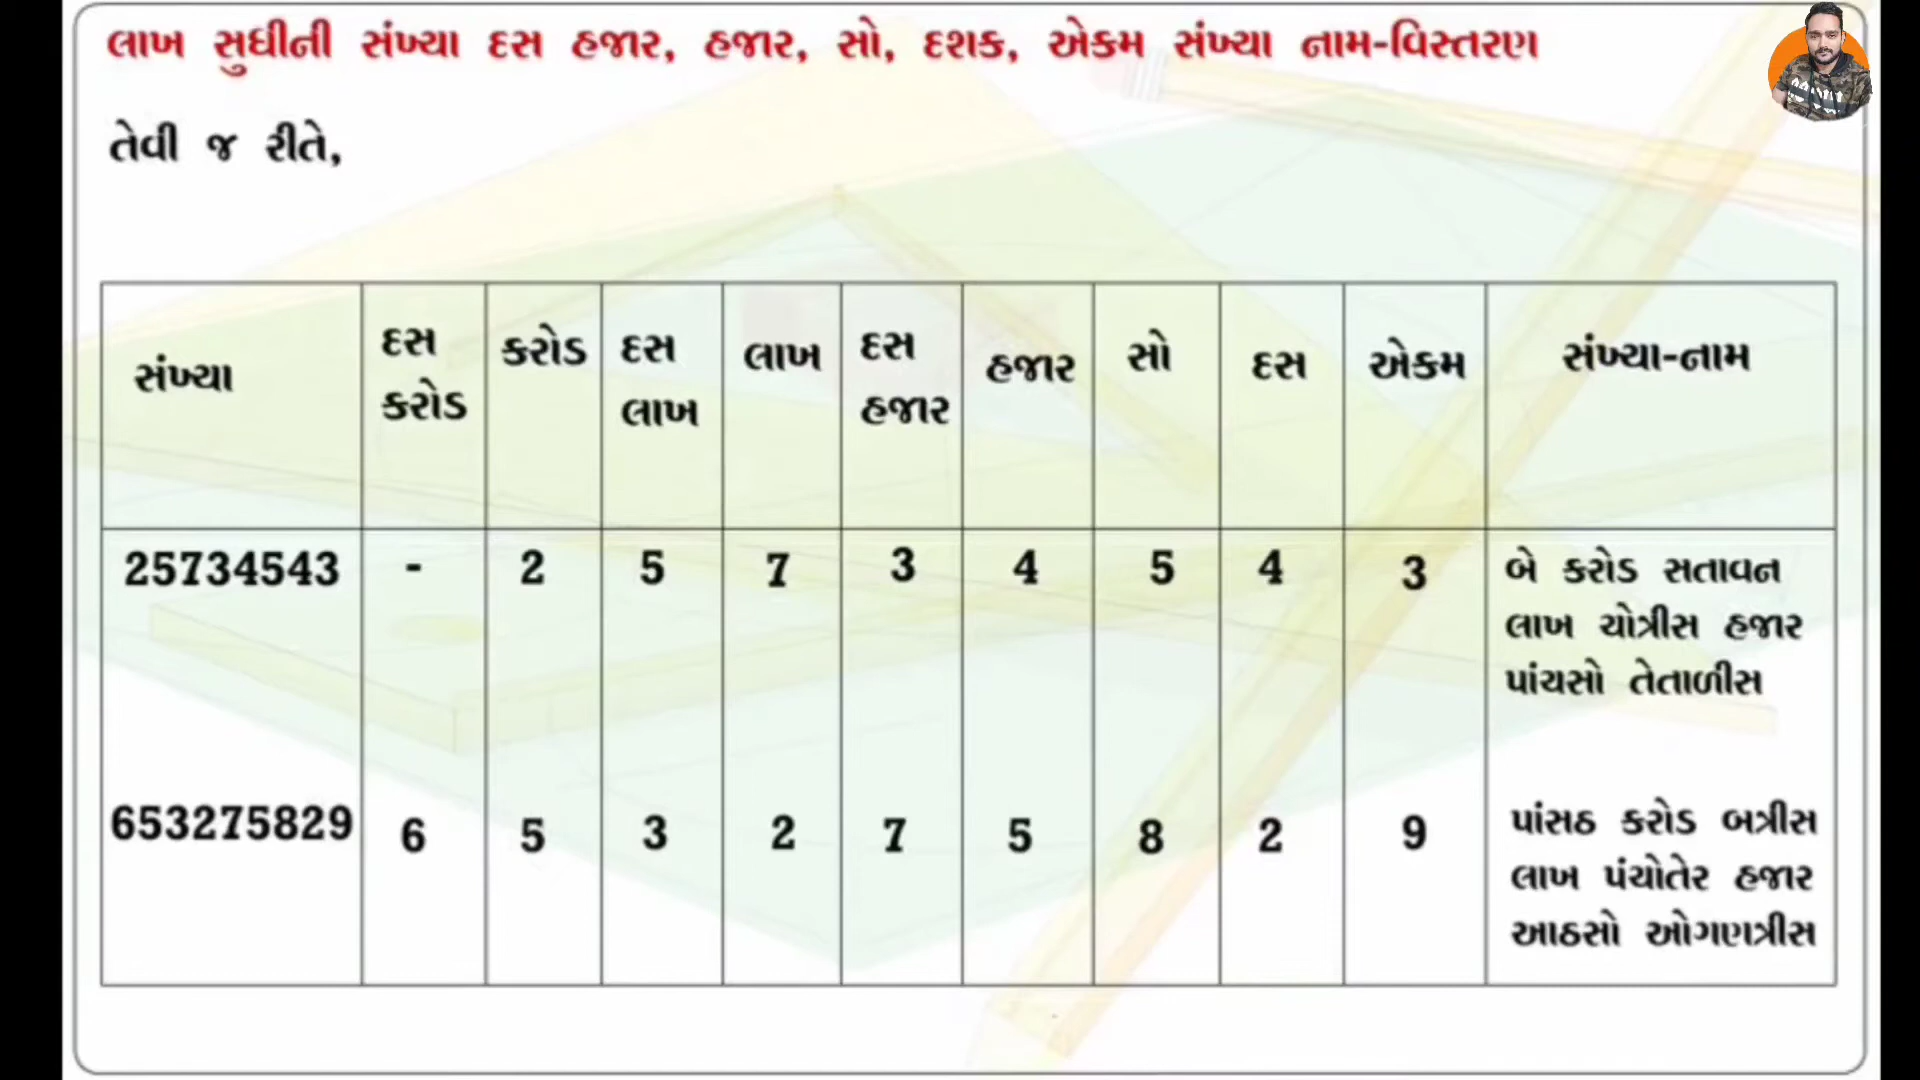 લાખ સુધીની સંખ્યા દસ હજાર, હજાર, સો, દશક, એકમ સંખ્યા નામ-વિસ્તરણ
તેવી જ રીતે,
સંખ્યા દસ કરોડ કરોડ દસ લાખ લાખ દસ હજાર હજાર સો દસ એકમ સંખ્યા-નામ
25734543 - 2 5 7 3 4 5 4 3 બે કરોડ સતાવન
લાખ ચોત્રીસ હજાર
પાંચસો તેતાળીસ
653275829 6 5 3 2 7 5 8 2 9 પાંસઠ કરોડ બત્રીસ
લાખ પંચોતેર હજાર
આઠસો ઓગણત્રીસ